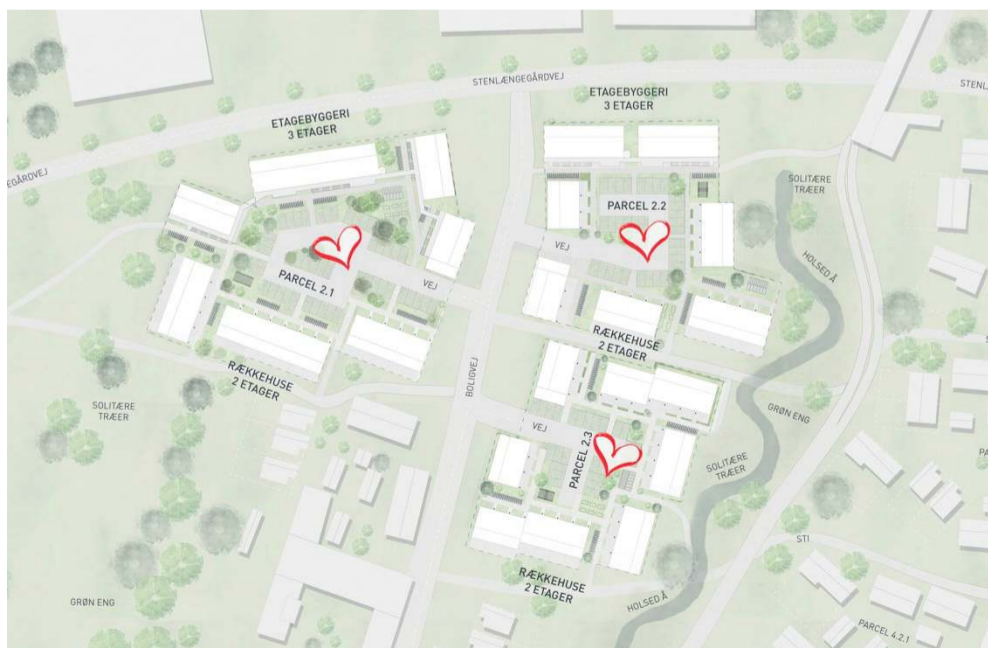 STENLÆNGEGÅRDVEJ
STENL
ETAGEBYGGERI
3 ETAGER
ETAGEBYGGERI
3 ETAGER
EGÅRDVEJ
SOLITÆRE
TRÆER
PARCEL 2.2
HOLSED Å
VEJ
PARCEL 2.1
VEJ
RÆKKEHUSE
2 ETAGER
RÆKKEHUSE
2 ETAGER
BOLIGVEJ
SOLITÆRE
TRÆER
GRØN ENG
VEJ
PARCEL 2.3
SOLITÆRE
TRÆER
STI
RÆKKEHUSE
2 ETAGER
GRØN ENG
HOLSED Å
PARCEL 4.2.1